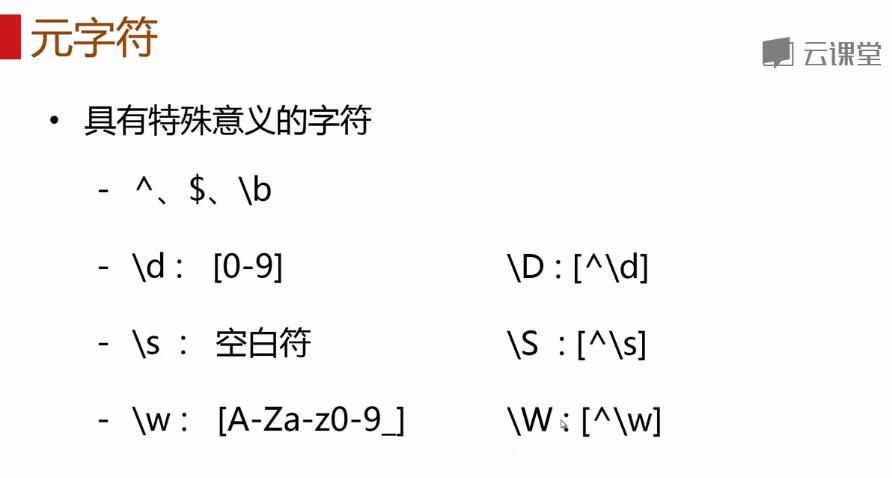 元字符
云课堂
• 具有特殊意义的字符
- ^、$、\b
- \d : [0-9] \D : [^\d]
- \s : 空白符 \S : [^\s]
- \w : [A-Za-z0-9_] \W : [^\w]